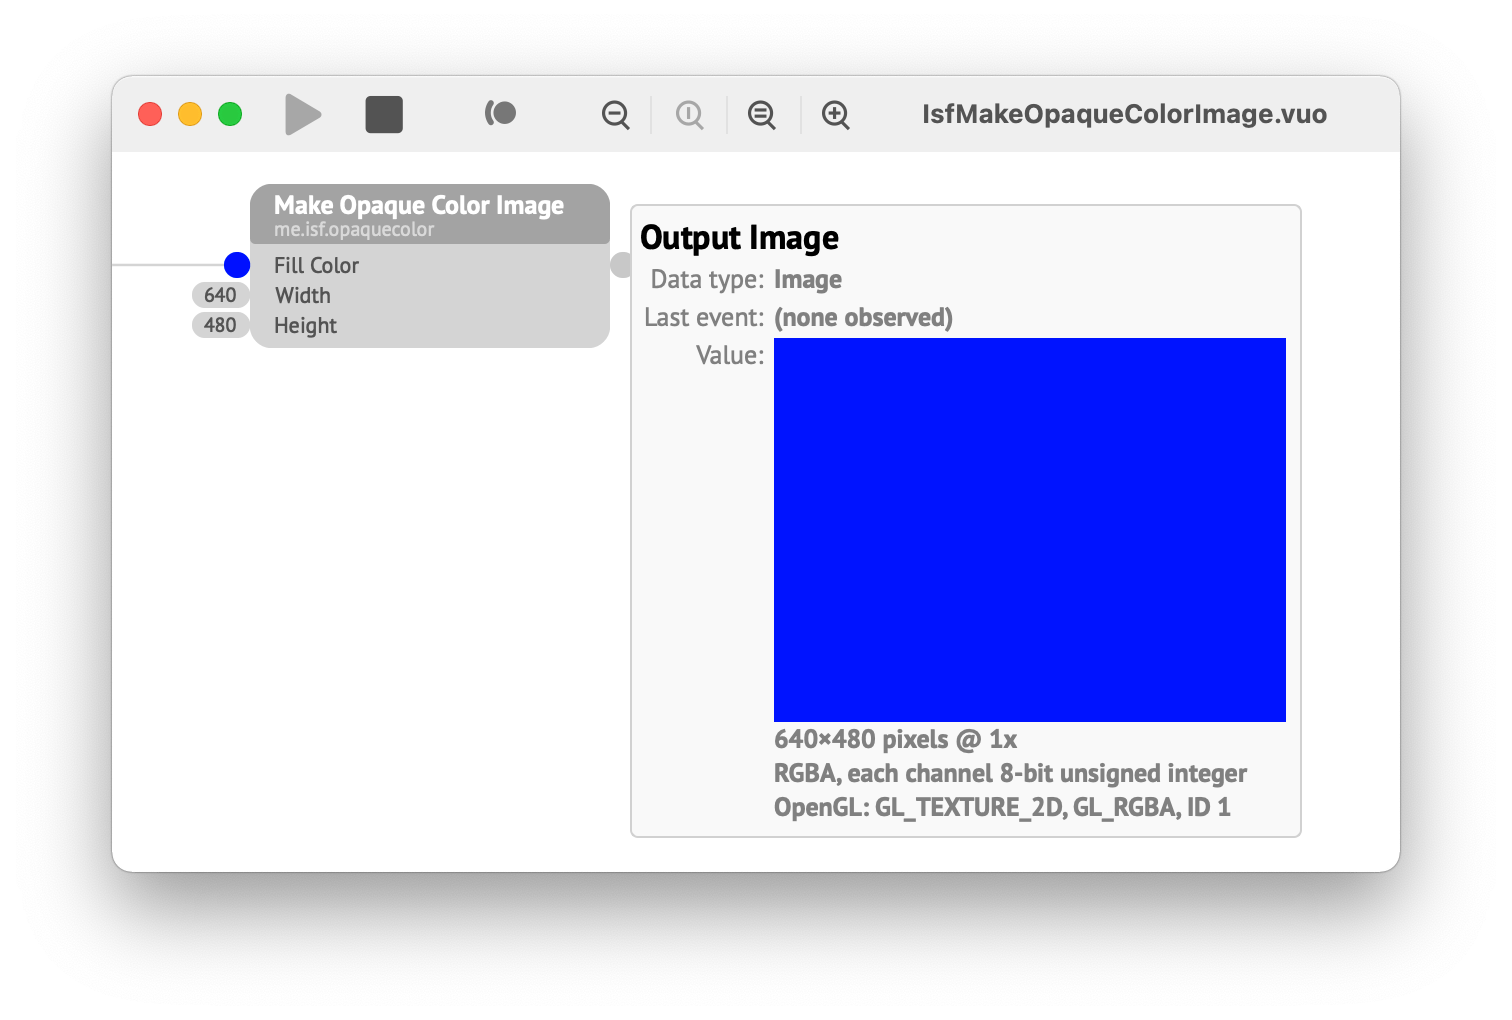 IsfMakeOpaqueColorImage.vuo
Make Opaque Color Image
me.isf.opaquecolor
Fill Color
640 Width
480 Height
Output Image
Data type: Image
Last event: (none observed)
Value:
640×480 pixels @ 1x
RGBA, each channel 8-bit unsigned integer
OpenGL: GL_TEXTURE_2D, GL_RGBA, ID 1